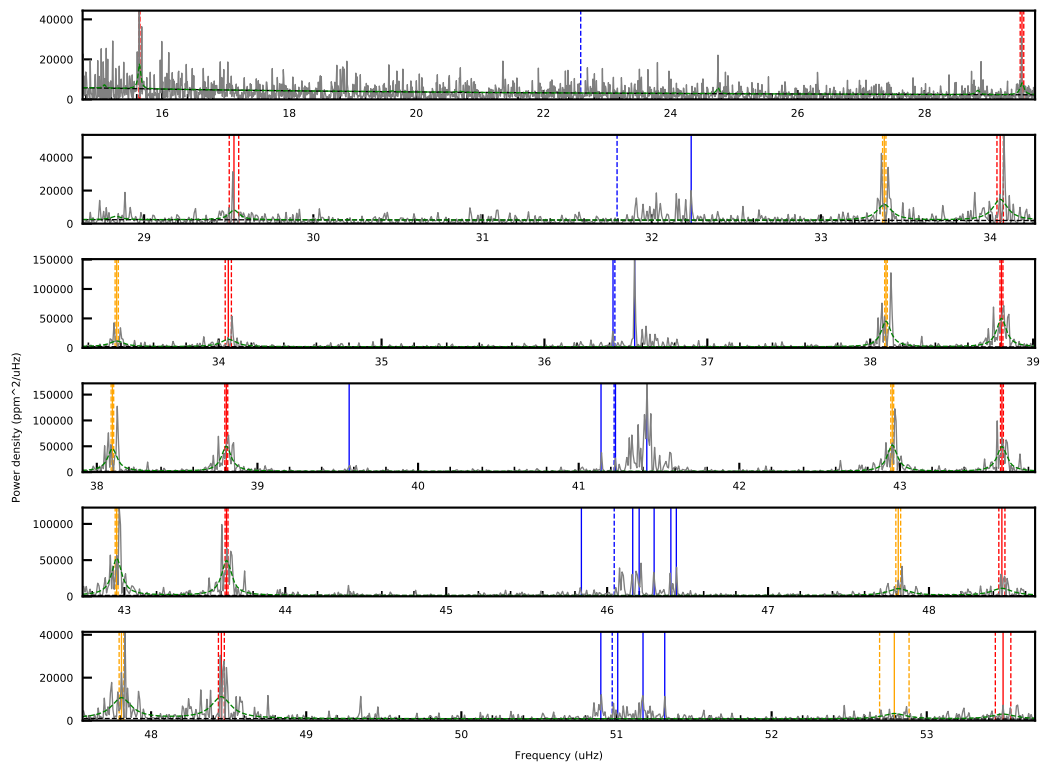 40000
20000
0
16 18 20 22 24 26 28
40000
20000
0
29 30 31 32 33 34
150000
100000
50000
0
34 35 36 37 38 39
Power density (ppm^2/uHz)
150000
100000
50000
0
38 39 40 41 42 43
100000
50000
0
43 44 45 46 47 48
40000
20000
0
48 49 50 51 52 53
Frequency (uHz)